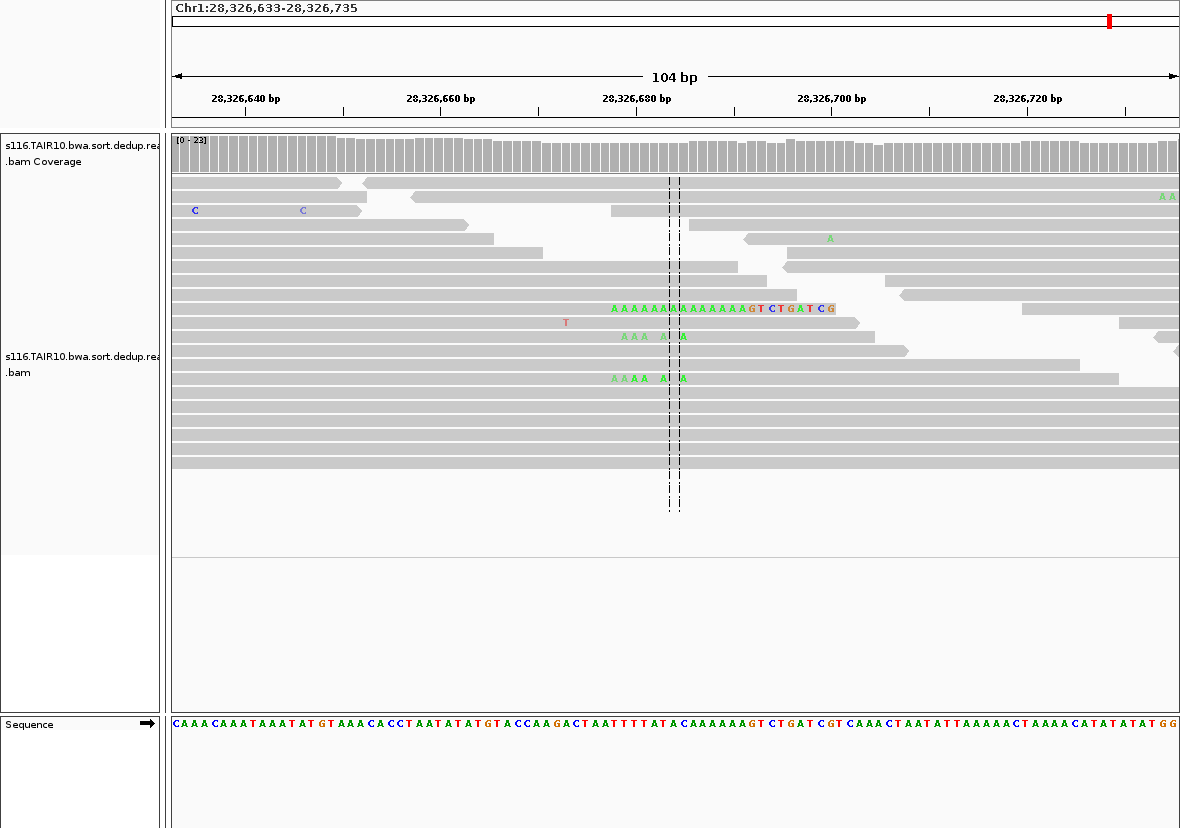 Chr1:28,326,633-28,326,735
104 bp
28,326,640 bp 28,326,660 bp 28,326,680 bp 28,326,700 bp 28,326,720 bp
s116.TAIR10.bwa.sort.dedup.rea
.bam Coverage
[0 - 23]
A A
C C
A
A A A A A A A A A A A A A A G T C T G A T C G
T
A A A A A
s116.TAIR10.bwa.sort.dedup.rea
.bam
A A A A A A
Sequence
C A A A C A A A T A A A T A T G T A A A C A C C T A A T A T A T G T A C C A A G A C T A A T T T T A T A C A A A A A A G T C T G A T C G T C A A A C T A A T A T T A A A A A C T A A A A C A T A T A T A T G G